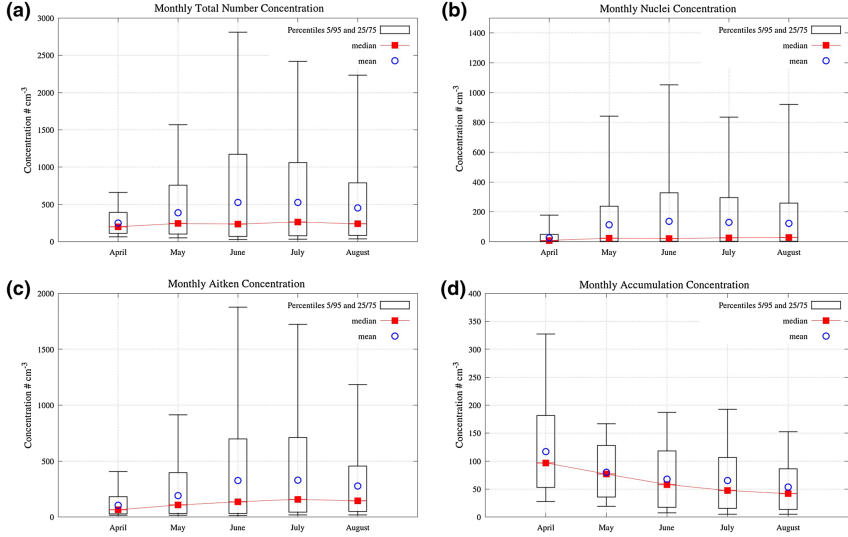 (a)
Monthly Total Number Concentration
3000
2500
2000
1500
1000
500
0
Concentration # cm-3
Percentiles 5/95 and 25/75
median
mean
April May June July August
(b)
Monthly Nuclei Concentration
1400
1200
1000
800
600
400
200
0
Concentration # cm-3
Percentiles 5/95 and 25/75
median
mean
April May June July August
(c)
Monthly Aitken Concentration
2000
1500
1000
500
0
Concentration # cm-3
Percentiles 5/95 and 25/75
median
mean
April May June July August
(d)
Monthly Accumulation Concentration
400
350
300
250
200
150
100
50
0
Concentration # cm-3
Percentiles 5/95 and 25/75
median
mean
April May June July August